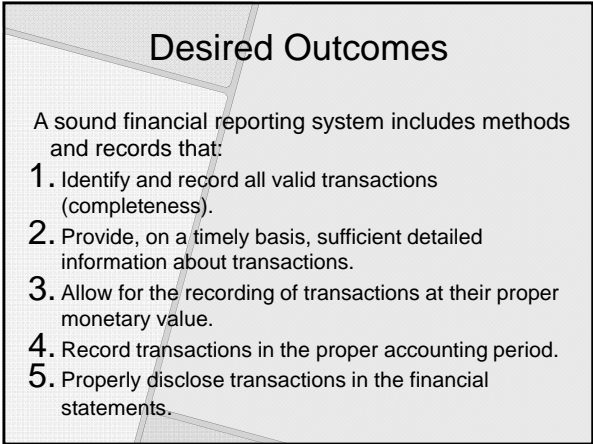 Desired Outcomes
A sound financial reporting system includes methods
and records that:
1. Identify and record all valid transactions
(completeness).
2. Provide, on a timely basis, sufficient detailed
information about transactions.
3. Allow for the recording of transactions at their proper
monetary value.
4. Record transactions in the proper accounting period.
5. Properly disclose transactions in the financial
statements.